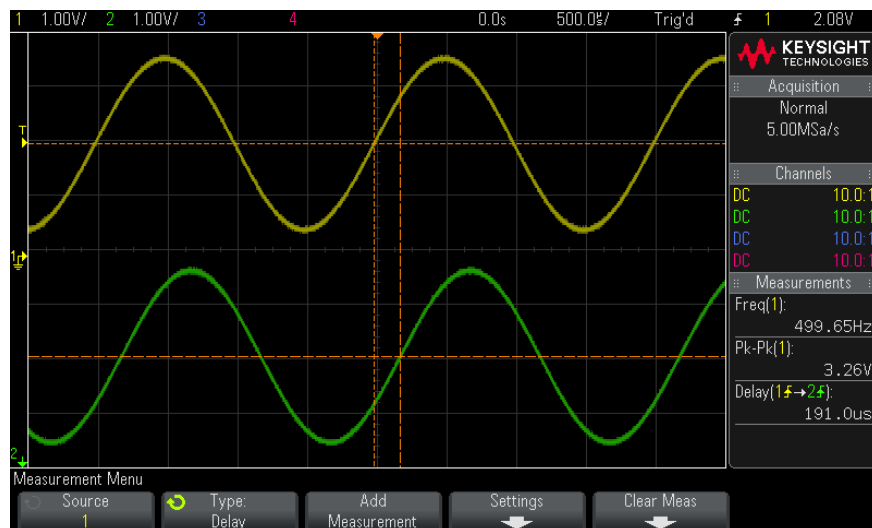 1 1.00V/ 2 1.00V/ 3 4 0.0s 500.0us/ Trig'd 1 2.08V
KEYSIGHT
TECHNOLOGIES
Acquisition
Normal
5.00MSa/s
Channels
DC 10.0:1
DC 10.0:1
DC 10.0:1
DC 10.0:1
Measurements
Freq(1):
499.65Hz
Pk-Pk(1):
3.26V
Delay(1→2):
191.0us
T
1
2
Measurement Menu
Source
1
Type:
Delay
Add
Measurement
Settings
Clear Meas